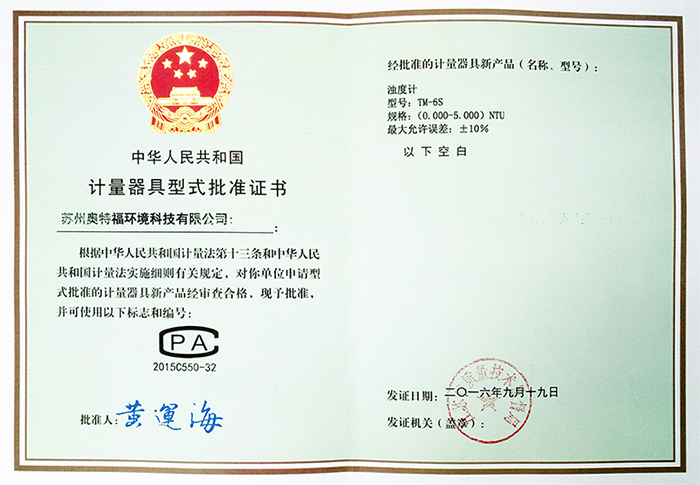 中华人民共和国
计量器具型式批准证书
苏州奥特福环境科技有限公司：
根据中华人民共和国计量法第十三条和中华人民
共和国计量法实施细则有关规定，对你单位申请型
式批准的计量器具新产品经审查合格，现予批准，
并可使用以下标志和编号：
CPA
2015C550-32
批准人：黄運海
经批准的计量器具新产品（名称、型号）：
浊度计
型号：TM-6S
规格：(0.000-5.000) NTU
最大允许误差：±10%
以下空白
发证日期：二〇一六年九月十九日
发证机关（盖章）：